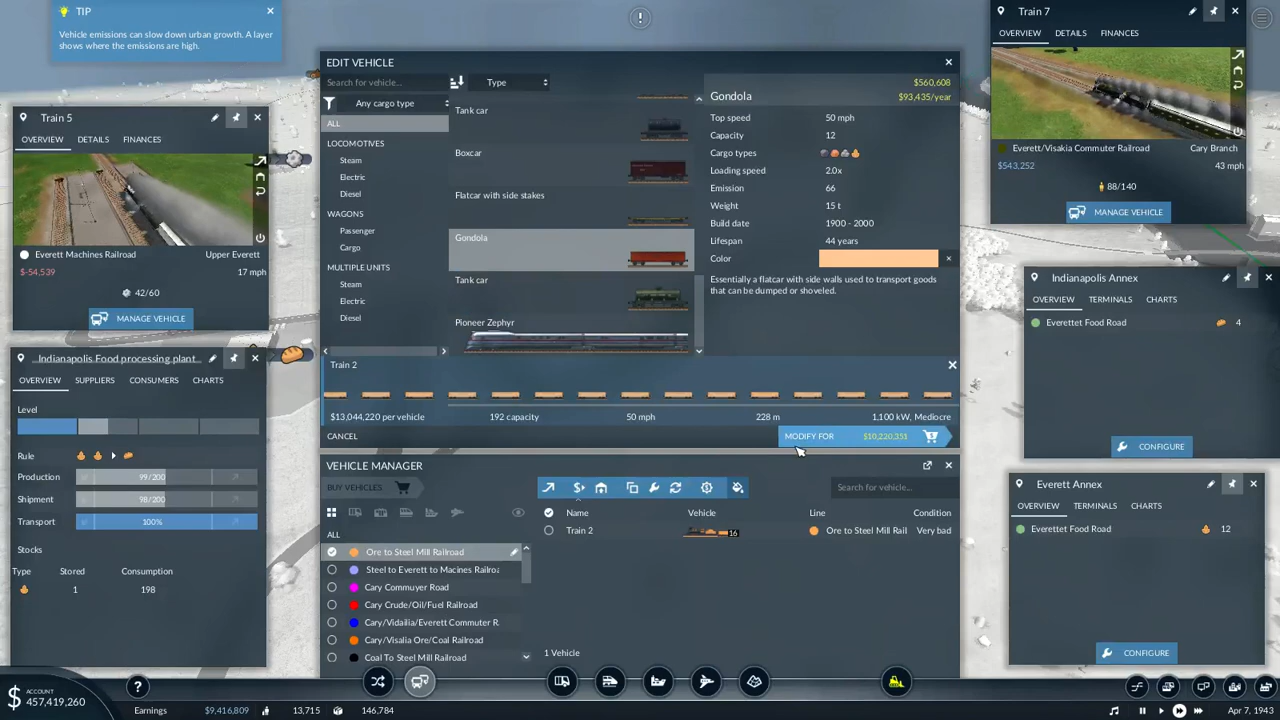 TIP
Vehicle emissions can slow down urban growth. A layer
shows where the emissions are high.
Train 5
OVERVIEW DETAILS FINANCES
Everett Machines Railroad Upper Everett
$-54,539 17 mph
42/60
MANAGE VEHICLE
Indianapolis Food processing plant
OVERVIEW SUPPLIERS CONSUMERS CHARTS
Level
Rule
Production 99/200
Shipment 98/200
Transport 100%
Stocks
Type Stored Consumption
1 198
EDIT VEHICLE
Search for vehicle... Type
Any cargo type
ALL
LOCOMOTIVES
Steam
Electric
Diesel
WAGONS
Passenger
Cargo
MULTIPLE UNITS
Steam
Electric
Diesel
Tank car
Boxcar
Flatcar with side stakes
Gondola
Tank car
Pioneer Zephyr
$560,608
Gondola $93,435/year
Top speed 50 mph
Capacity 12
Cargo types
Loading speed 2.0x
Emission 66
Weight 15 t
Build date 1900 - 2000
Lifespan 44 years
Color
Essentially a flatcar with side walls used to transport goods
that can be dumped or shoveled.
Train 2
$13,044,220 per vehicle 192 capacity 50 mph 228 m 1,100 kW, Mediocre
CANCEL MODIFY FOR $10,220,351
VEHICLE MANAGER
BUY VEHICLES Search for vehicle...
Name Vehicle Line Condition
ALL Train 2 16 Ore to Steel Mill Rail Very bad
Ore to Steel Mill Railroad
Steel to Everett to Macines Railroa
Cary Commuyer Road
Cary Crude/Oil/Fuel Railroad
Cary/Vidailia/Everett Commuter R
Cary/Visalia Ore/Coal Railroad
Coal To Steel Mill Railroad
1 Vehicle
Train 7
OVERVIEW DETAILS FINANCES
Everett/Visakia Commuter Railroad Cary Branch
$543,252 43 mph
88/140
MANAGE VEHICLE
Indianapolis Annex
OVERVIEW TERMINALS CHARTS
Everettet Food Road 4
CONFIGURE
Everett Annex
OVERVIEW TERMINALS CHARTS
Everettet Food Road 12
CONFIGURE
$ ACCOUNT
457,419,260
?
Earnings $9,416,809 13,715 146,784 Apr 7, 1943